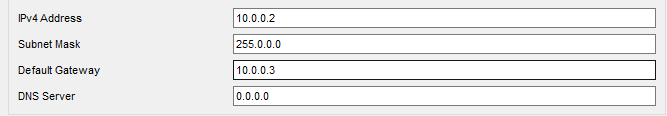 IPv4 Address 10.0.0.2
Subnet Mask 255.0.0.0
Default Gateway 10.0.0.3
DNS Server 0.0.0.0